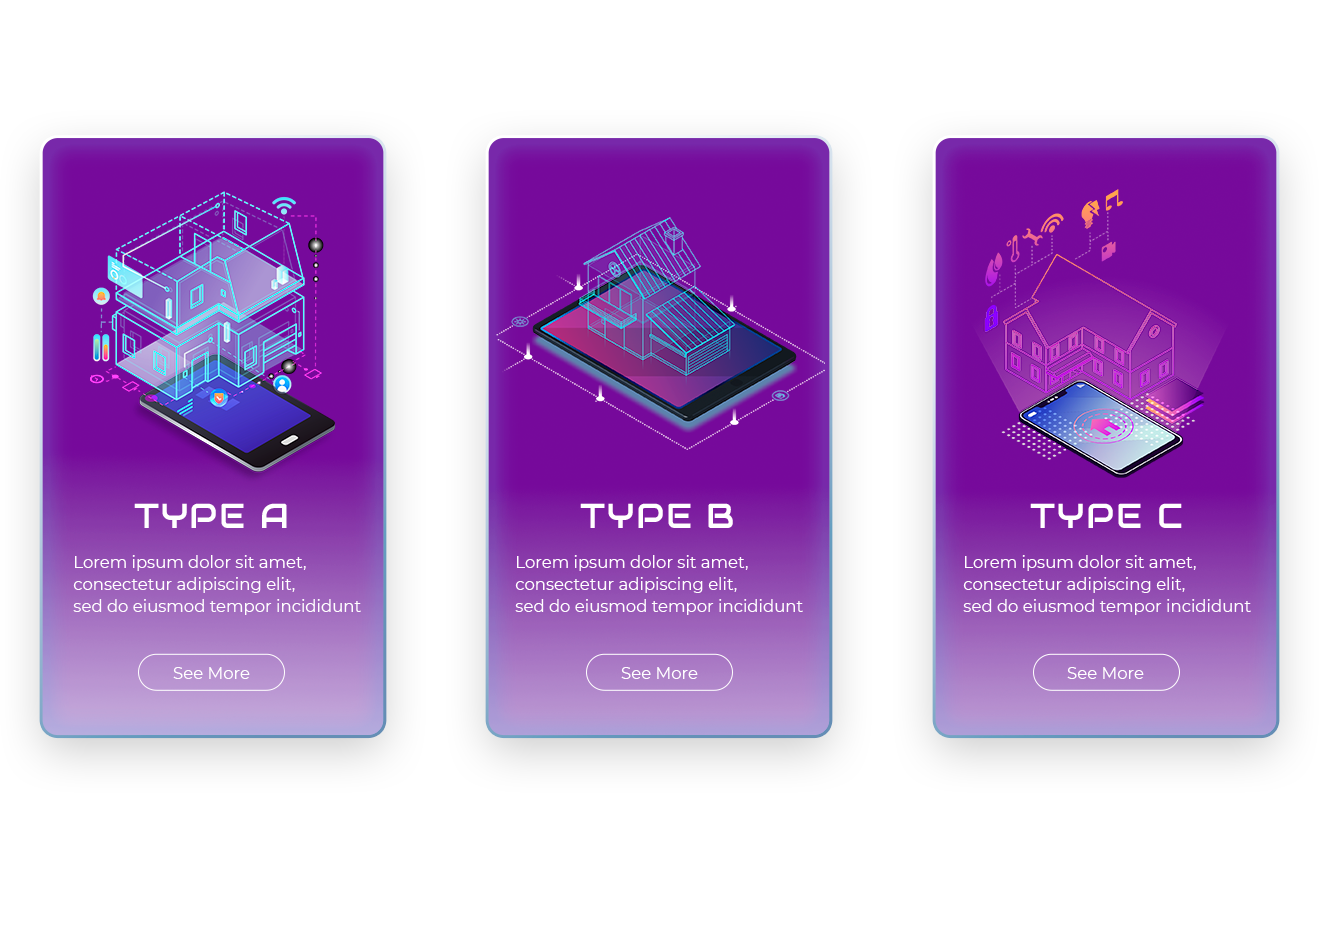 TYPE A
Lorem ipsum dolor sit amet,
consectetur adipiscing elit,
sed do eiusmod tempor incididunt
See More
TYPE B
Lorem ipsum dolor sit amet,
consectetur adipiscing elit,
sed do eiusmod tempor incididunt
See More
TYPE C
Lorem ipsum dolor sit amet,
consectetur adipiscing elit,
sed do eiusmod tempor incididunt
See More